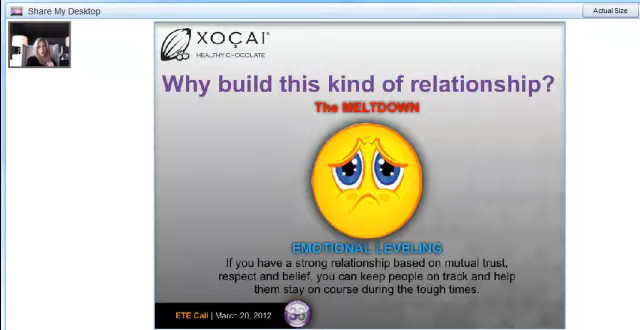 Share My Desktop
Actual Size
XOÇAI
HEALTHY CHOCOLATE
Why build this kind of relationship?
The MELTDOWN
EMOTIONAL LEVELING
If you have a strong relationship based on mutual trust,
respect and belief, you can keep people on track and help
them stay on course during the tough times.
ETE Call | March 20, 2012